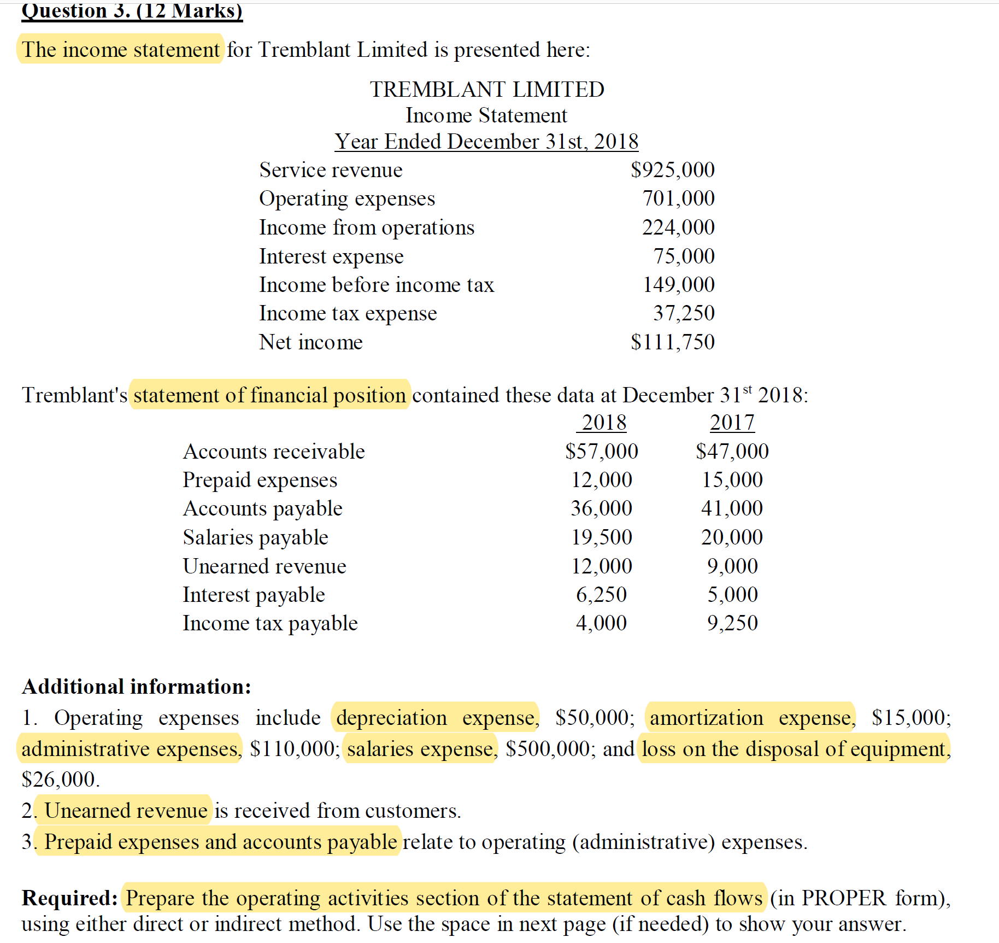 Question 3. (12 Marks)
The income statement for Tremblant Limited is presented here:
TREMBLANT LIMITED
Income Statement
Year Ended December 31st, 2018
Service revenue $925,000
Operating expenses 701,000
Income from operations 224,000
Interest expense 75,000
Income before income tax 149,000
Income tax expense 37,250
Net income $111,750
Tremblant's statement of financial position contained these data at December 31st 2018:
2018 2017
Accounts receivable $57,000 $47,000
Prepaid expenses 12,000 15,000
Accounts payable 36,000 41,000
Salaries payable 19,500 20,000
Unearned revenue 12,000 9,000
Interest payable 6,250 5,000
Income tax payable 4,000 9,250
Additional information:
1. Operating expenses include depreciation expense, $50,000; amortization expense, $15,000;
administrative expenses, $110,000; salaries expense, $500,000; and loss on the disposal of equipment,
$26,000.
2. Unearned revenue is received from customers.
3. Prepaid expenses and accounts payable relate to operating (administrative) expenses.
Required: Prepare the operating activities section of the statement of cash flows (in PROPER form),
using either direct or indirect method. Use the space in next page (if needed) to show your answer.